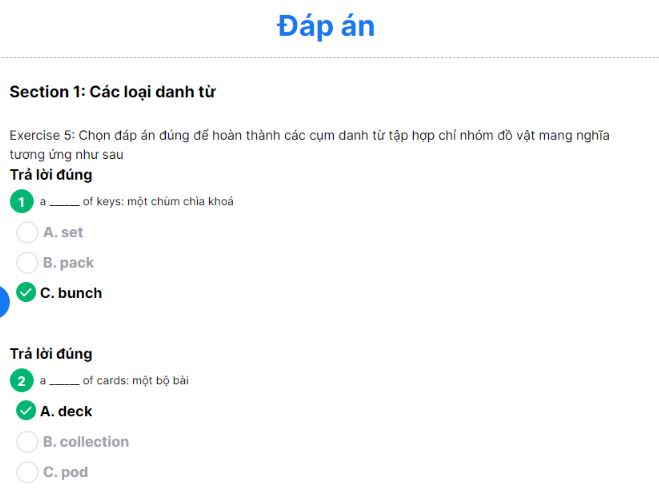 Đáp án
Section 1: Các loại danh từ
Exercise 5: Chọn đáp án đúng để hoàn thành các cụm danh từ tập hợp chỉ nhóm đồ vật mang nghĩa
tương ứng như sau
Trả lời đúng
1 a ______ of keys: một chùm chìa khoá
A. set
B. pack
C. bunch
Trả lời đúng
2 a ______ of cards: một bộ bài
A. deck
B. collection
C. pod